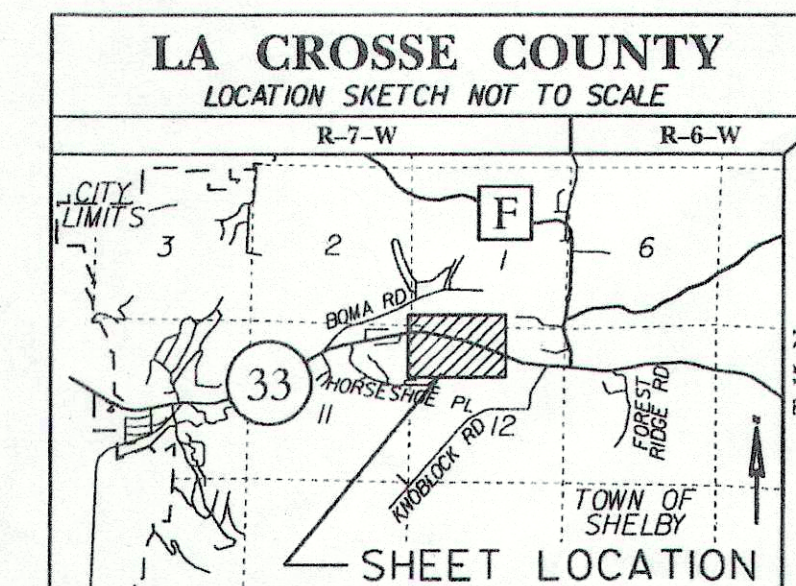 LA CROSSE COUNTY
LOCATION SKETCH NOT TO SCALE
R-7-W
R-6-W
CITY
LIMITS
3
2
F
1
6
BOMA RD
33
HORSESHOE PL
11
12
KNOBLOCK RD
FOREST
RIDGE RD
TOWN OF
SHELBY
SHEET LOCATION